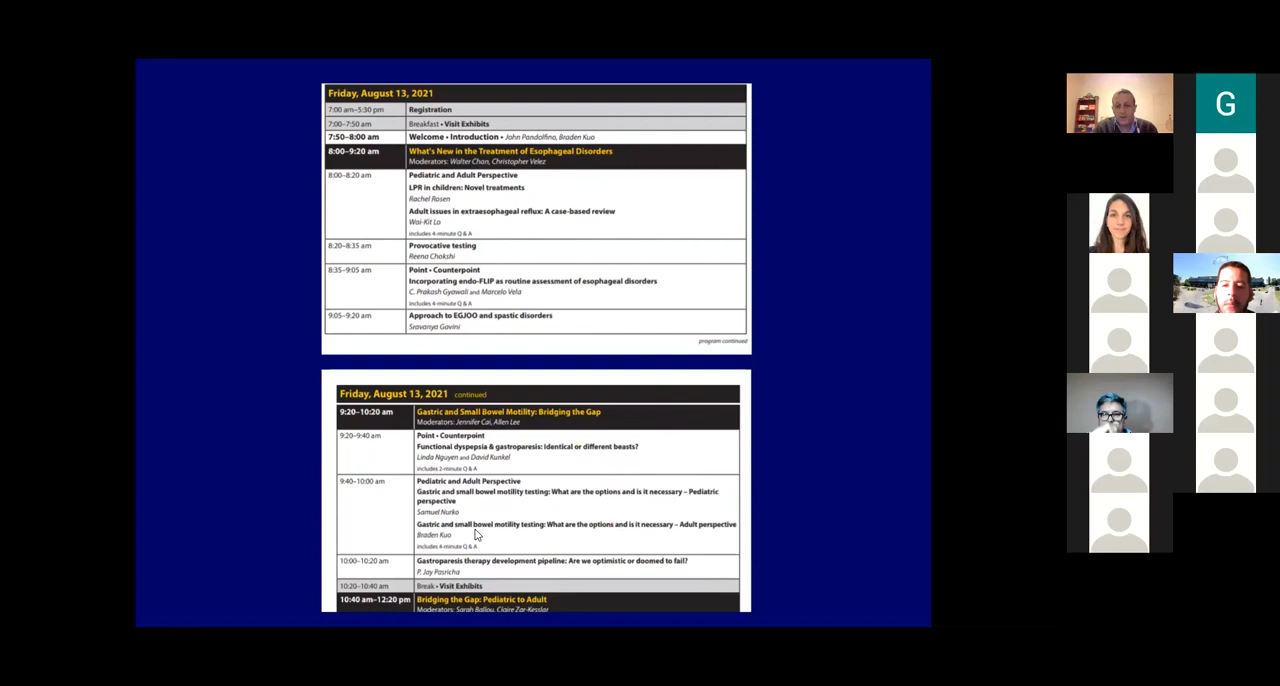 Friday, August 13, 2021
7:00 am–5:30 pm Registration
7:00–7:50 am Breakfast • Visit Exhibits
7:50–8:00 am Welcome • Introduction • John Pandolfino, Braden Kuo
8:00–9:20 am What's New in the Treatment of Esophageal Disorders
Moderators: Walter Chan, Christopher Velez
8:00–8:20 am Pediatric and Adult Perspective
LPR in children: Novel treatments
Rachel Rosen
Adult issues in extraesophageal reflux: A case-based review
Wai-Kit Lo
includes 4-minute Q & A
8:20–8:35 am Provocative testing
Reena Chokshi
8:35–9:05 am Point • Counterpoint
Incorporating endo-FLIP as routine assessment of esophageal disorders
C. Prakash Gyawali and Marcelo Vela
includes 4-minute Q & A
9:05–9:20 am Approach to EGJOO and spastic disorders
Sravanya Gavini
program continued
Friday, August 13, 2021 continued
9:20–10:20 am Gastric and Small Bowel Motility: Bridging the Gap
Moderators: Jennifer Cai, Allen Lee
9:20–9:40 am Point • Counterpoint
Functional dyspepsia & gastroparesis: Identical or different beasts?
Linda Nguyen and David Kunkel
includes 2-minute Q & A
9:40–10:00 am Pediatric and Adult Perspective
Gastric and small bowel motility testing: What are the options and is it necessary – Pediatric
perspective
Samuel Nurko
Gastric and small bowel motility testing: What are the options and is it necessary – Adult perspective
Braden Kuo
includes 4-minute Q & A
10:00–10:20 am Gastroparesis therapy development pipeline: Are we optimistic or doomed to fail?
P. Jay Pasricha
10:20–10:40 am Break • Visit Exhibits
10:40 am–12:20 pm Bridging the Gap: Pediatric to Adult
Moderators: Sarah Ballou, Claire Zar-Kessler
G